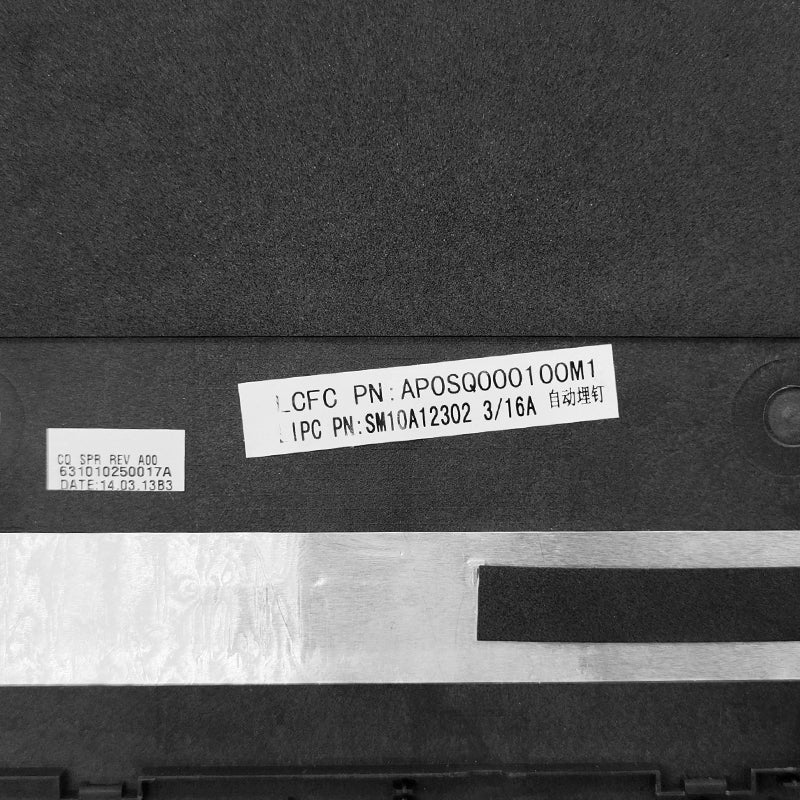 LCFC PN:AP0SQ000100M1
LIPC PN:SM10A12302 3/16A 自动埋钉
CQ SPR REV A00
631010250017A
DATE:14.03.13B3